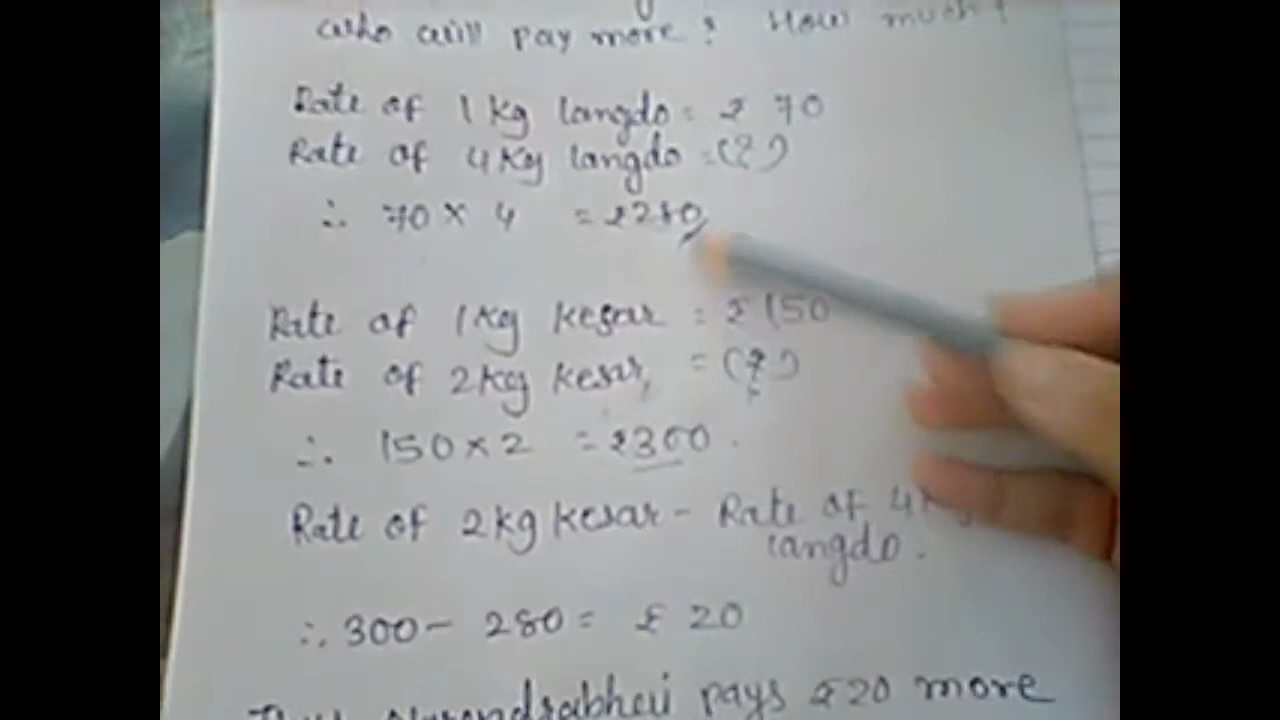 who will pay more? How much?
Rate of 1 kg langdo = ₹ 70
Rate of 4 Kg langdo = (?)
∴ 70 × 4 = ₹280
Rate of 1 Kg kesar = ₹ 150
Rate of 2 Kg kesar, = (?)
∴ 150 × 2 = ₹300.
Rate of 2 kg kesar - Rate of 4 Kg
langdo.
∴ 300 - 280 = ₹ 20
pays ₹20 more